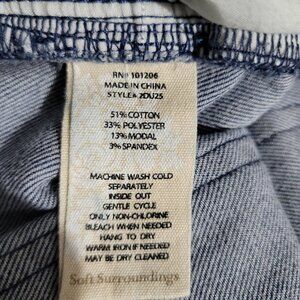 RN# 101206
MADE IN CHINA
STYLE# 2DU25
51% COTTON
33% POLYESTER
13% MODAL
3% SPANDEX
MACHINE WASH COLD
SEPARATELY
INSIDE OUT
GENTLE CYCLE
ONLY NON-CHLORINE
BLEACH WHEN NEEDED
HANG TO DRY
WARM IRON IF NEEDED
MAY BE DRY CLEANED
Soft Surroundings